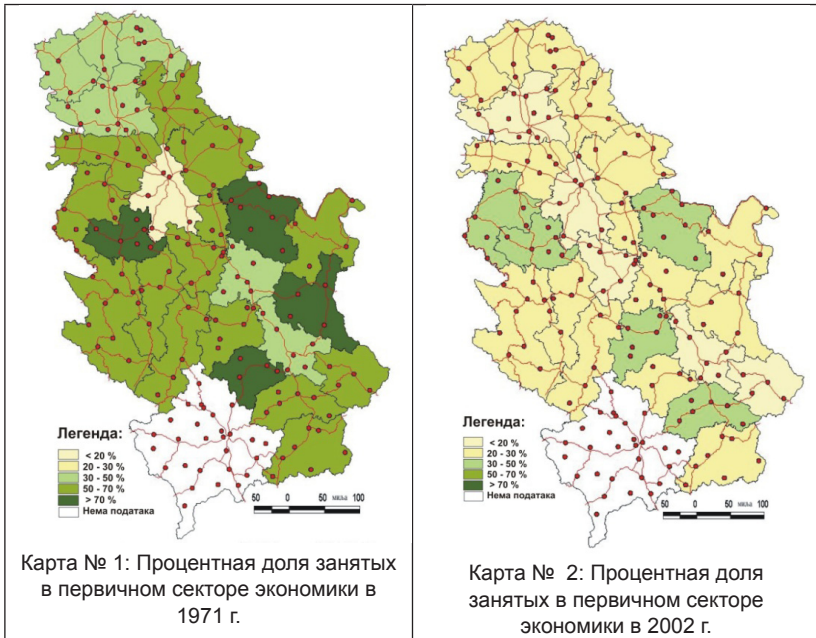 Легенда:
< 20 %
20 - 30 %
30 - 50 %
50 - 70 %
> 70 %
Нема података
50 0 50 100
Карта № 1: Процентная доля занятых
в первичном секторе экономики в
1971 г.
Легенда:
< 20 %
20 - 30 %
30 - 50 %
50 - 70 %
> 70 %
Нема података
50 0 50 100
Карта № 2: Процентная доля
занятых в первичном секторе
экономики в 2002 г.